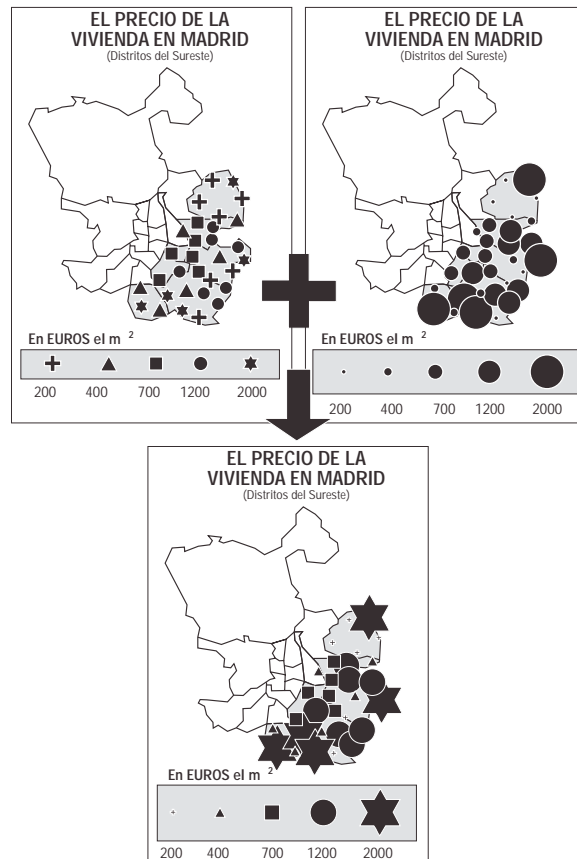 EL PRECIO DE LA
VIVIENDA EN MADRID
(Distritos del Sureste)
En EUROS el m 2
200 400 700 1200 2000
EL PRECIO DE LA
VIVIENDA EN MADRID
(Distritos del Sureste)
En EUROS el m 2
200 400 700 1200 2000
EL PRECIO DE LA
VIVIENDA EN MADRID
(Distritos del Sureste)
En EUROS el m 2
200 400 700 1200 2000